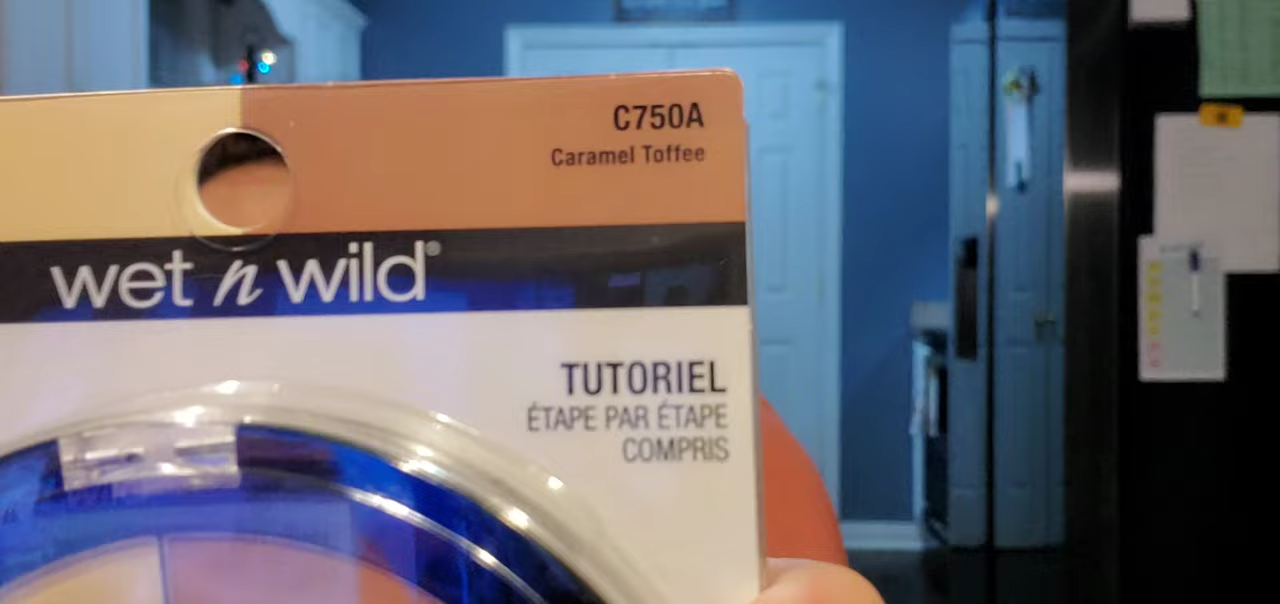 C750A
Caramel Toffee
wet n wild®
TUTORIEL
ÉTAPE PAR ÉTAPE
COMPRIS